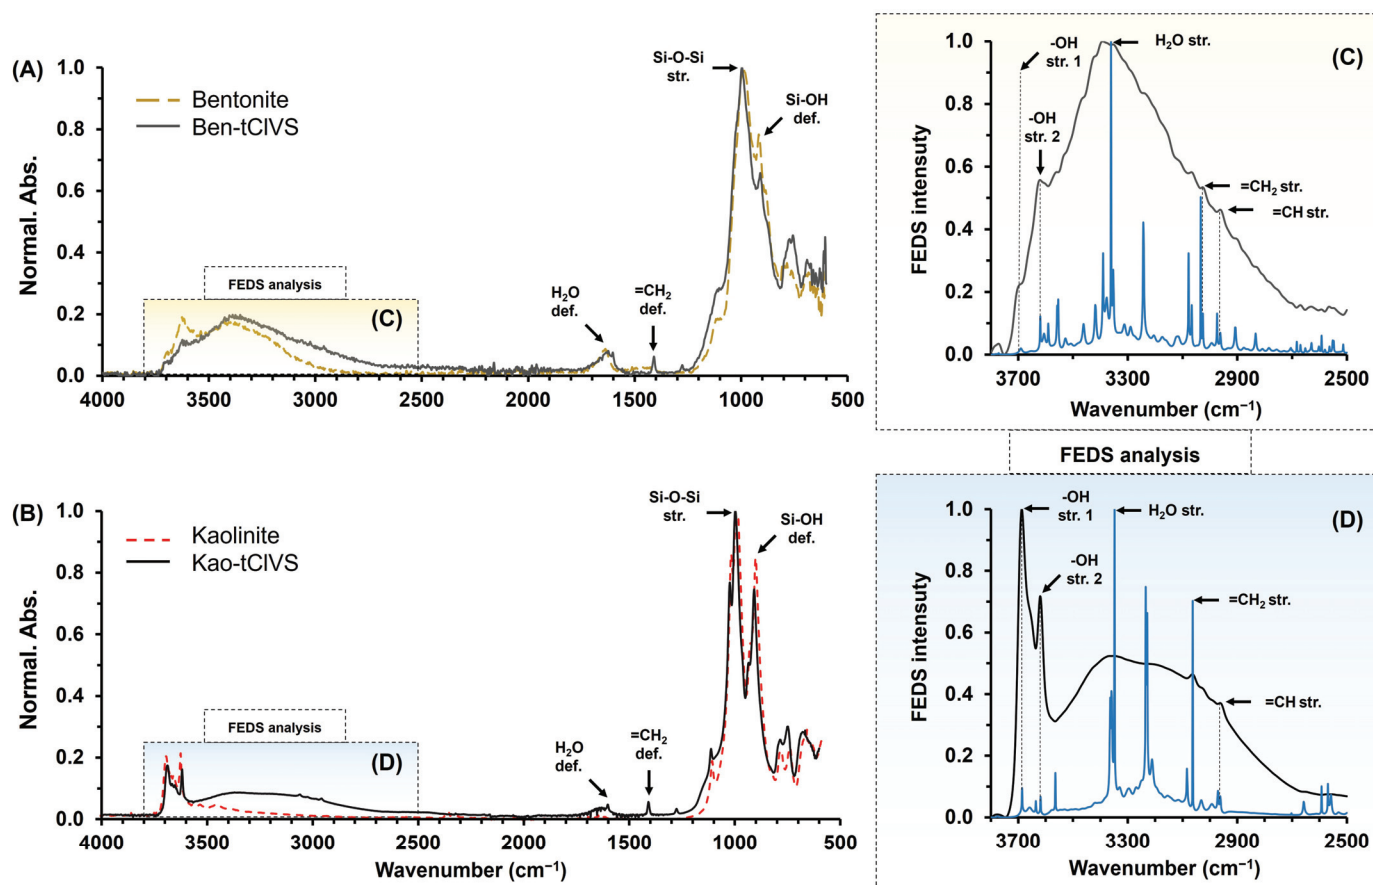 (A)
Normal. Abs.
1.0
0.8
0.6
0.4
0.2
0.0
Bentonite
Ben-tClVS
Si-O-Si
str.
Si-OH
def.
FEDS analysis
(C)
H₂O
def.
=CH₂
def.
4000 3500 3000 2500 2000 1500 1000 500
Wavenumber (cm⁻¹)
(C)
FEDS intensuty
1.0
0.8
0.6
0.4
0.2
0.0
-OH
str. 1
-OH
str. 2
H₂O str.
=CH₂ str.
=CH str.
3700 3300 2900 2500
Wavenumber (cm⁻¹)
FEDS analysis
(B)
Normal. Abs.
1.0
0.8
0.6
0.4
0.2
0.0
Kaolinite
Kao-tClVS
Si-O-Si
str.
Si-OH
def.
FEDS analysis
(D)
H₂O
def.
=CH₂
def.
4000 3500 3000 2500 2000 1500 1000 500
Wavenumber (cm⁻¹)
(D)
FEDS intensuty
1.0
0.8
0.6
0.4
0.2
0.0
-OH
str. 1
-OH
str. 2
H₂O str.
=CH₂ str.
=CH str.
3700 3300 2900 2500
Wavenumber (cm⁻¹)